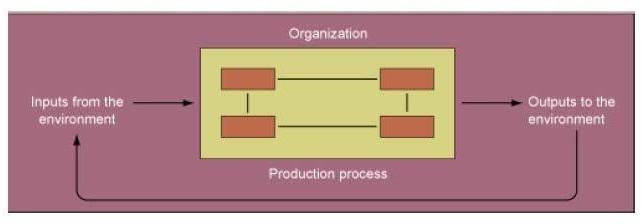 Organization
Inputs from the
environment
Outputs to the
environment
Production process